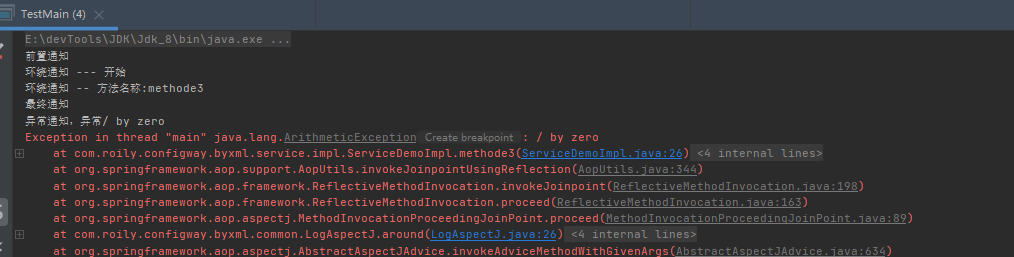 TestMain (4) ×
E:\devTools\JDK\Jdk_8\bin\java.exe ...
前置通知
环绕通知 --- 开始
环绕通知 -- 方法名称:methode3
最终通知
异常通知，异常/ by zero
Exception in thread "main" java.lang.ArithmeticException Create breakpoint : / by zero
at com.roily.configway.byxml.service.impl.ServiceDemoImpl.methode3(ServiceDemoImpl.java:26) <4 internal lines>
at org.springframework.aop.support.AopUtils.invokeJoinpointUsingReflection(AopUtils.java:344)
at org.springframework.aop.framework.ReflectiveMethodInvocation.invokeJoinpoint(ReflectiveMethodInvocation.java:198)
at org.springframework.aop.framework.ReflectiveMethodInvocation.proceed(ReflectiveMethodInvocation.java:163)
at org.springframework.aop.aspectj.MethodInvocationProceedingJoinPoint.proceed(MethodInvocationProceedingJoinPoint.java:89)
at com.roily.configway.byxml.common.LogAspectJ.around(LogAspectJ.java:26) <4 internal lines>
at org.springframework.aop.aspectj.AbstractAspectJAdvice.invokeAdviceMethodWithGivenArgs(AbstractAspectJAdvice.java:634)